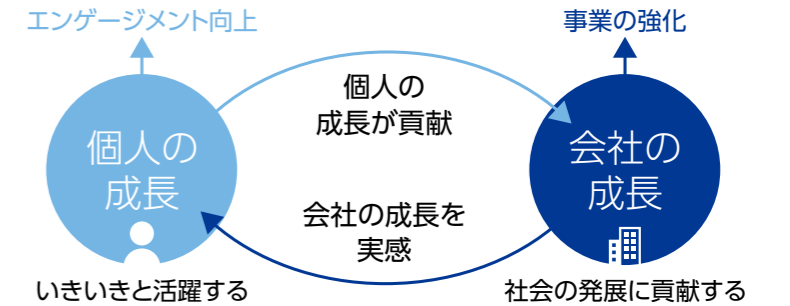 エンゲージメント向上
事業の強化
個人の
成長が貢献
個人の
成長
会社の
成長
会社の成長を
実感
いきいきと活躍する
社会の発展に貢献する